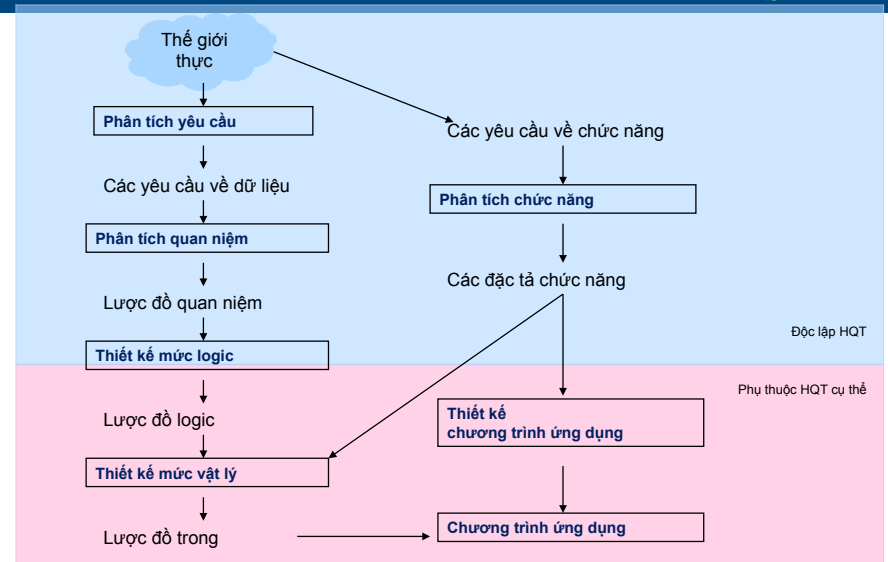 Thế giới
thực
Phân tích yêu cầu
Các yêu cầu về chức năng
Các yêu cầu về dữ liệu
Phân tích chức năng
Phân tích quan niệm
Các đặc tả chức năng
Lược đồ quan niệm
Độc lập HQT
Thiết kế mức logic
Phụ thuộc HQT cụ thể
Lược đồ logic
Thiết kế
chương trình ứng dụng
Thiết kế mức vật lý
Lược đồ trong
Chương trình ứng dụng